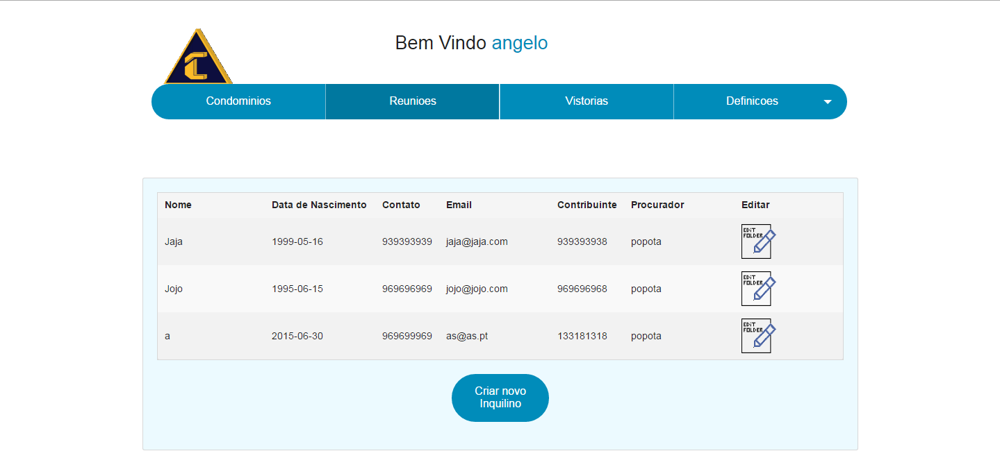 Bem Vindo angelo
Condominios Reunioes Vistorias Definicoes
Nome Data de Nascimento Contato Email Contribuinte Procurador Editar
Jaja 1999-05-16 939393939 jaja@jaja.com 939393938 popota EDiT
FOLDER
Jojo 1995-06-15 969696969 jojo@jojo.com 969696968 popota EDiT
FOLDER
a 2015-06-30 969699969 as@as.pt 133181318 popota EDiT
FOLDER
Criar novo
Inquilino